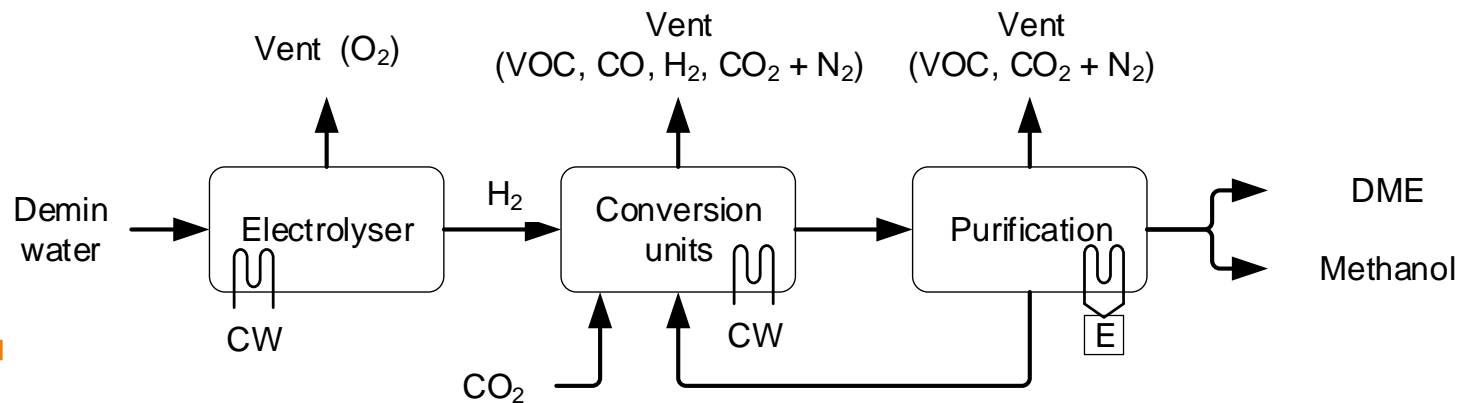 Vent (O₂)
Vent
(VOC, CO, H₂, CO₂ + N₂)
Vent
(VOC, CO₂ + N₂)
Demin
water
Electrolyser
CW
H₂
Conversion
units
CW
CO₂
Purification
E
DME
Methanol